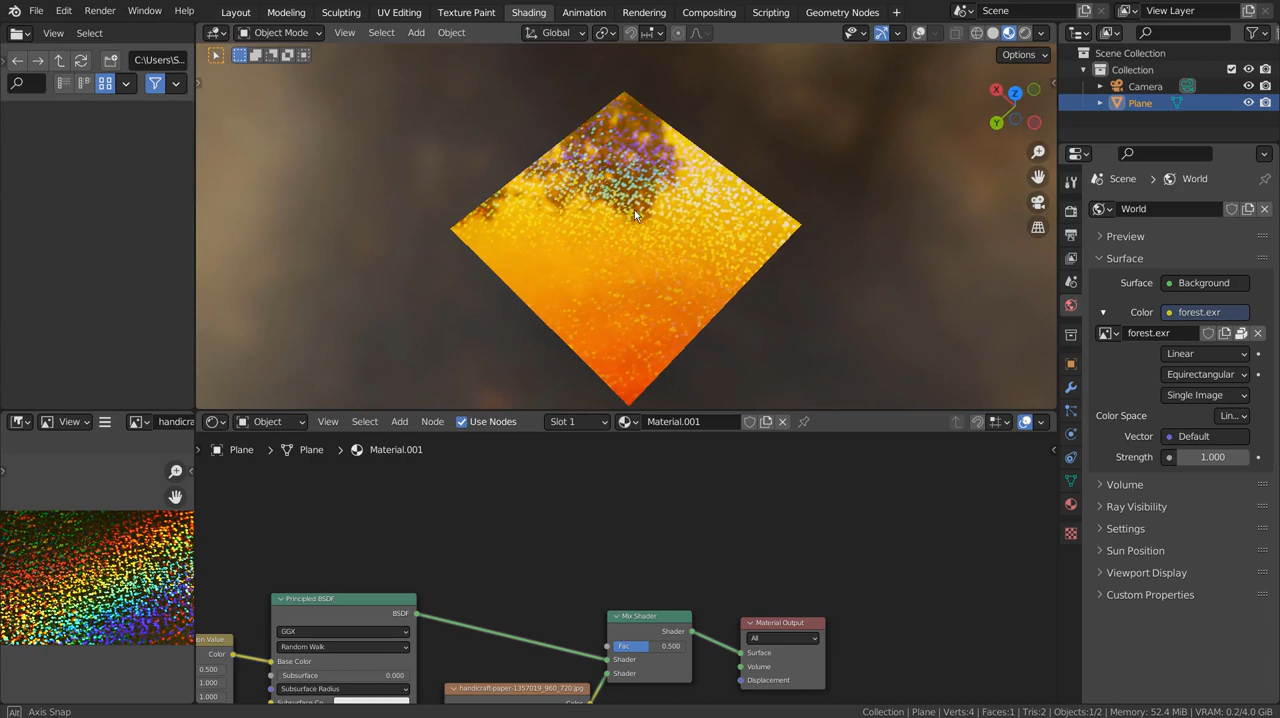 File Edit Render Window Help Layout Modeling Sculpting UV Editing Texture Paint Shading Animation Rendering Compositing Scripting Geometry Nodes Scene View Layer
View Select Object Mode View Select Add Object Global
C:\Users\S... Options
Scene Collection
Collection
Camera
Plane
X
Z
Y
Scene > World
World
Preview
Surface
Surface Background
Color forest.exr
forest.exr
Linear
Equirectangular
Single Image
Color Space Lin...
Vector Default
Strength 1.000
Volume
Ray Visibility
Settings
Sun Position
Viewport Display
Custom Properties
View handicra Object View Select Add Node Use Nodes Slot 1 Material.001
Plane > Plane > Material.001
Principled BSDF
BSDF
GGX
Random Walk
Base Color
Subsurface 0.000
Subsurface Radius
on Value
Color
0.500
1.000
1.000
Mix Shader
Shader
Fac 0.500
Shader
Shader
Material Output
All
Surface
Volume
Displacement
handicraft-paper-1357019_960_720.jpg
Alt Axis Snap Collection | Plane | Verts:4 | Faces:1 | Tris:2 | Objects:1/2 | Memory: 52.4 MiB | VRAM: 0.2/4.0 GiB